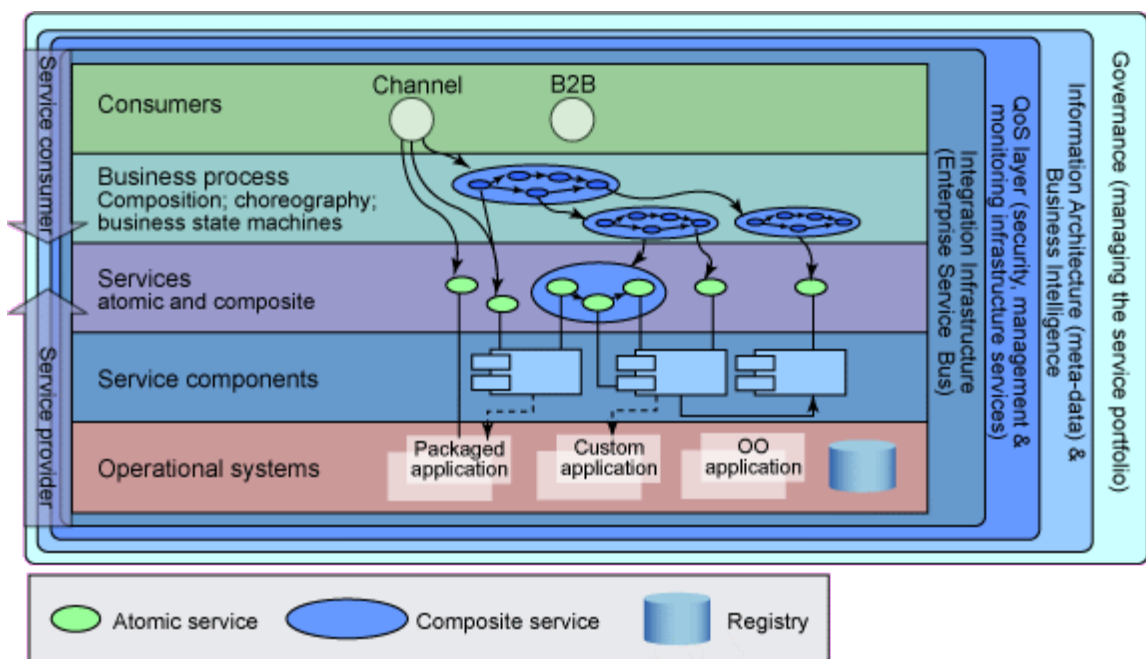 Channel
B2B
Consumers
Business process
Composition; choreography;
business state machines
Services
atomic and composite
Service components
Packaged
application
Custom
application
OO
application
Operational systems
Service consumer
Service provider
Integration Infrastructure
(Enterprise Service Bus)
QoS layer (security, management &
monitoring infrastructure services)
Information Architecture (meta-data) &
Business Intelligence
Governance (managing the service portfolio)
Atomic service
Composite service
Registry